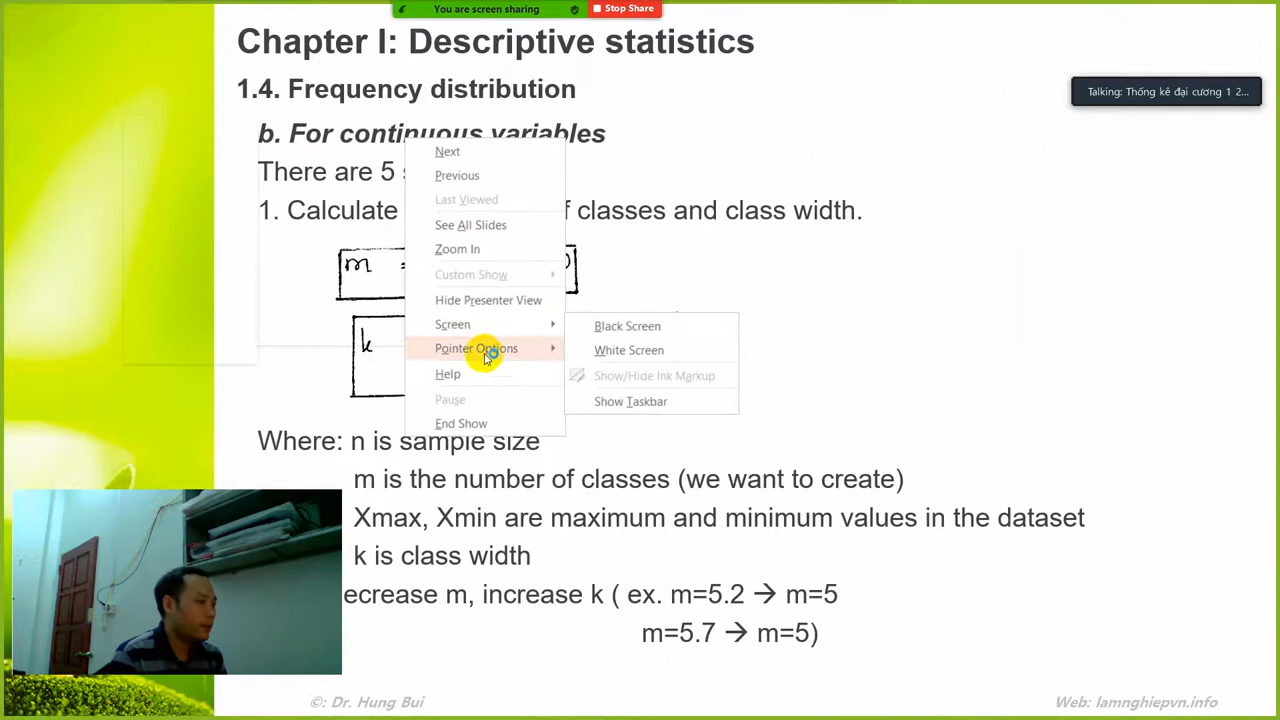 You are screen sharing
Stop Share
Chapter I: Descriptive statistics
Talking: Thống kê đại cương 1 2...
1.4. Frequency distribution
b. For continuous variables
There are 5
1. Calculate f classes and class width.
Next
Previous
Last Viewed
See All Slides
Zoom In
Custom Show
Hide Presenter View
Screen
Pointer Options
Help
Pause
End Show
Black Screen
White Screen
Show/Hide Ink Markup
Show Taskbar
m =
k
Where: n is sample size
m is the number of classes (we want to create)
Xmax, Xmin are maximum and minimum values in the dataset
k is class width
ecrease m, increase k ( ex. m=5.2 → m=5
m=5.7 → m=5)
©: Dr. Hung Bui
Web: lamnghiepvn.info